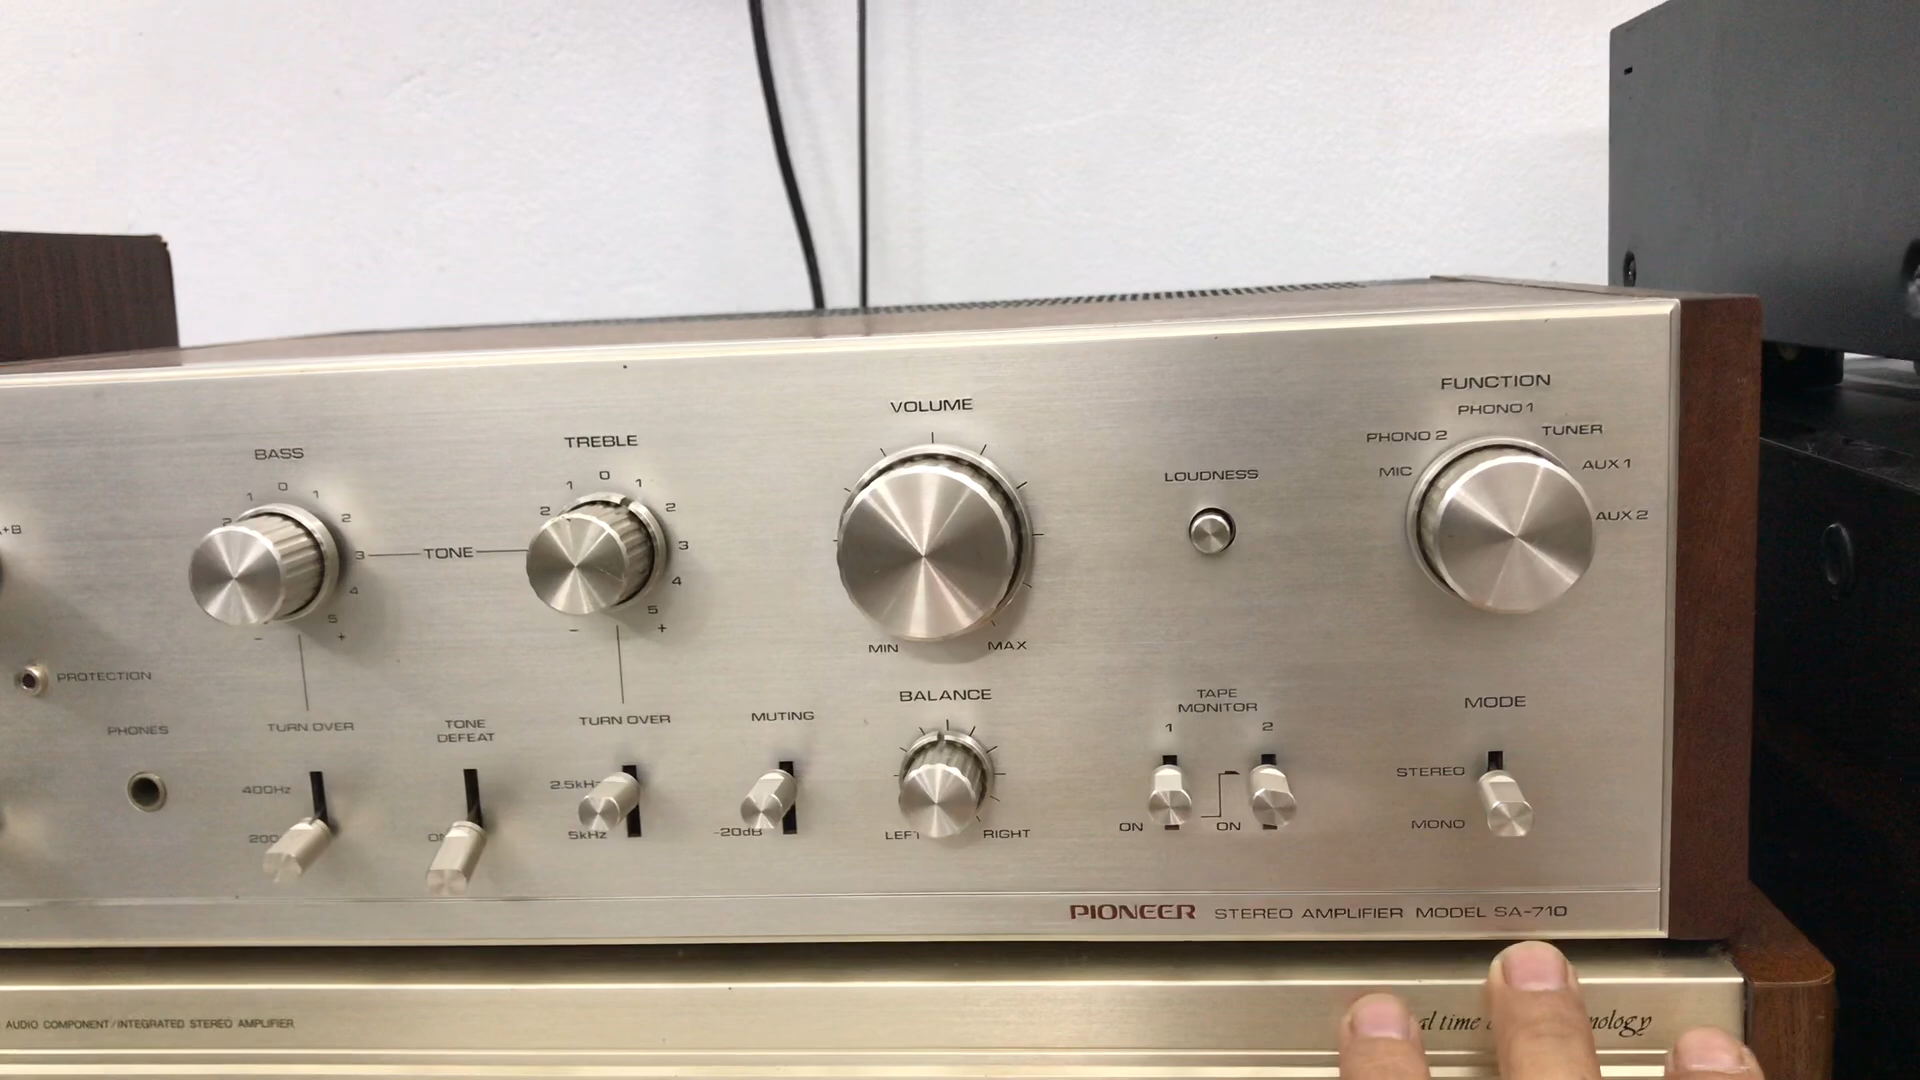 VOLUME
FUNCTION
PHONO 1
PHONO 2
TUNER
MIC
AUX 1
AUX 2
BASS
1 0 1
2 2
3
4
5
- +
TONE
TREBLE
1 0 1
2 2
3
4
5
- +
LOUDNESS
MIN MAX
+B
PROTECTION
PHONES
TURN OVER
400Hz
TONE
DEFEAT
TURN OVER
5kHz
MUTING
-20dB
BALANCE
LEFT RIGHT
TAPE
MONITOR
1 2
ON ON
MODE
STEREO
MONO
PIONEER STEREO AMPLIFIER MODEL SA-710
AUDIO COMPONENT/INTEGRATED STEREO AMPLIFIER
time